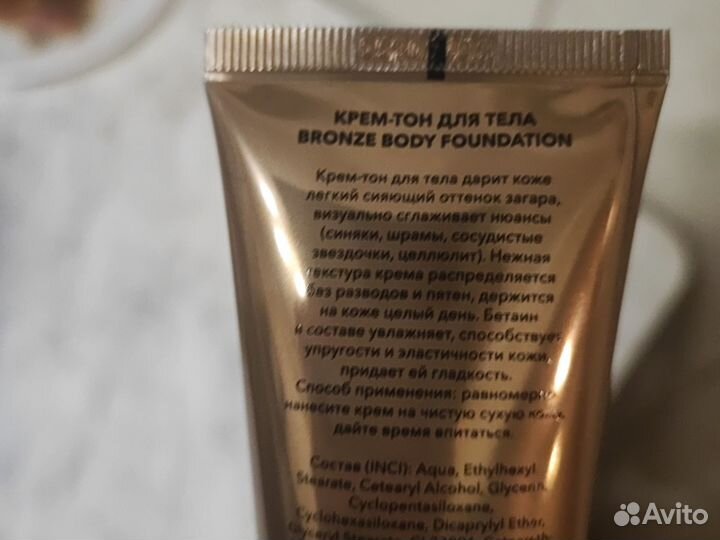 КРЕМ-ТОН ДЛЯ ТЕЛА
BRONZE BODY FOUNDATION
Крем-тон для тела дарит коже
легкий сияющий оттенок загара,
визуально сглаживает нюансы
(синяки, шрамы, сосудистые
звездочки, целлюлит). Нежная
текстура крема распределяется
без разводов и пятен, держится
на коже целый день. Бетаин
в составе увлажняет, способствует
упругости и эластичности кожи,
придает ей гладкость.
Способ применения: равномерно
нанесите крем на чистую сухую кожу,
дайте время впитаться.
Состав (INCI): Aqua, Ethylhexyl
Stearate, Cetearyl Alcohol, Glycerin,
Cyclopentasiloxane,
Cyclohexasiloxane, Dicaprylyl Ether,
Glyceryl Stearate,
Avito